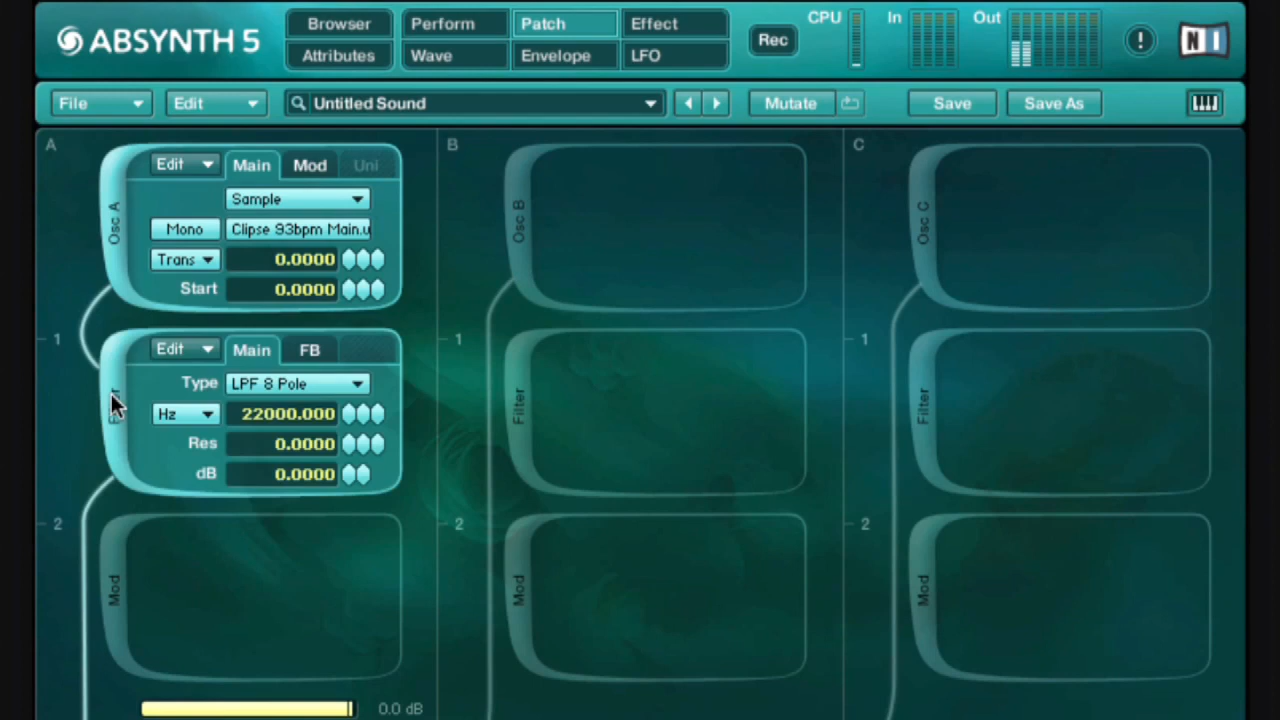 ABSYNTH 5
Browser Perform Patch Effect
Attributes Wave Envelope LFO
Rec
CPU In Out
!
NI
File Edit Untitled Sound Mutate Save Save As
A B C
Edit Main Mod Uni
Osc A
Sample
Mono Clipse 93bpm Main.
Trans 0.0000
Start 0.0000
Osc B
Osc C
1 1 1
Edit Main FB
Type LPF 8 Pole
Hz 22000.000
Res 0.0000
dB 0.0000
Filter
Filter
2 2 2
Mod
Mod
Mod
0.0 dB